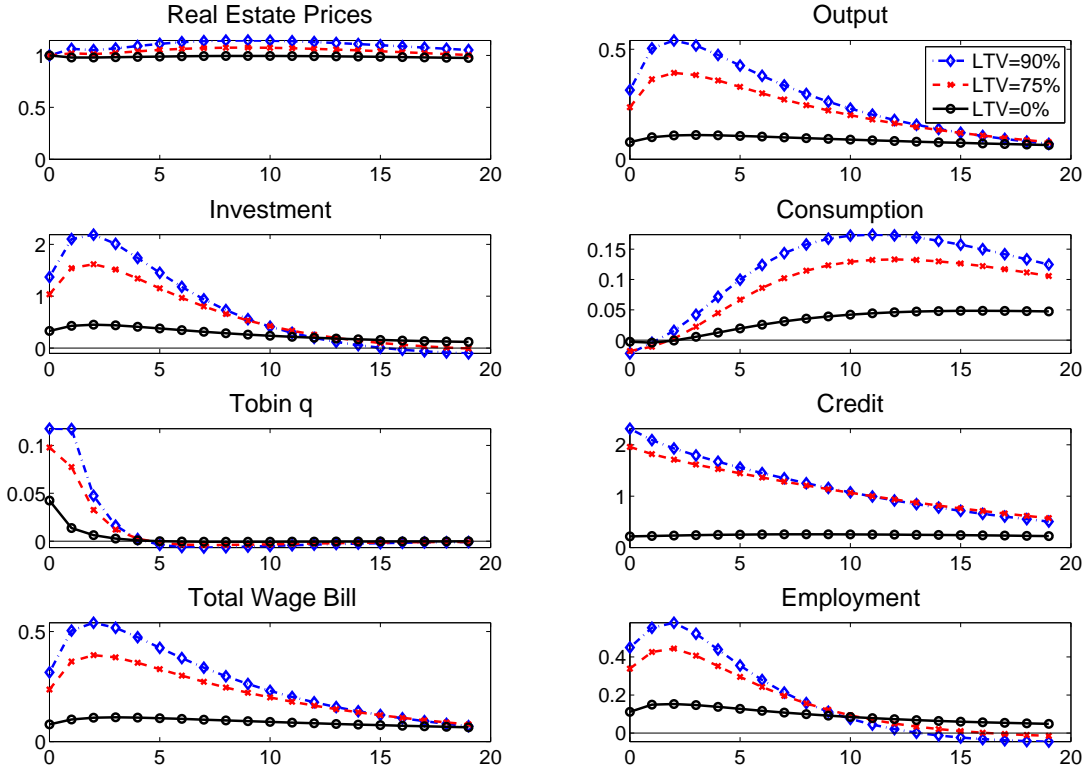 Real Estate Prices
1
0.5
0
0 5 10 15 20
Output
0.5
0
0 5 10 15 20
LTV=90%
LTV=75%
LTV=0%
Investment
2
1
0
0 5 10 15 20
Consumption
0.15
0.1
0.05
0
0 5 10 15 20
Tobin q
0.1
0.05
0
0 5 10 15 20
Credit
2
1
0
0 5 10 15 20
Total Wage Bill
0.5
0
0 5 10 15 20
Employment
0.4
0.2
0
0 5 10 15 20